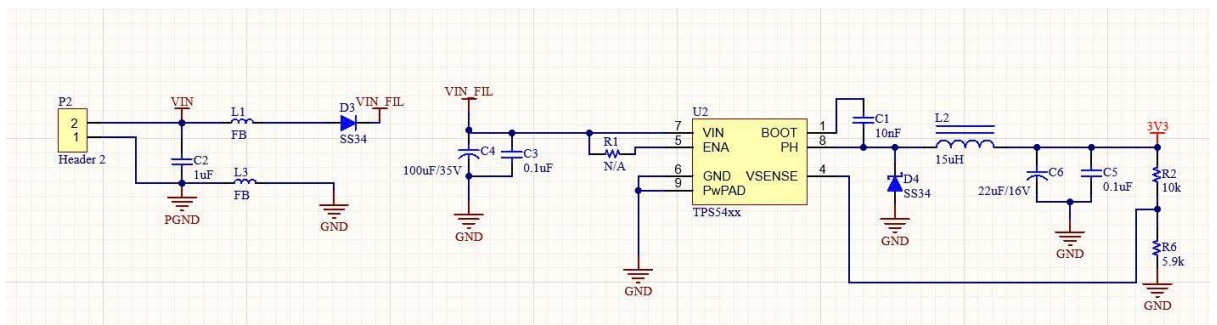 P2
2
1
Header 2
VIN
C2
1uF
PGND
L1
FB
L3
FB
GND
D3
SS34
VIN_FIL
VIN_FIL
C4
100uF/35V
C3
0.1uF
GND
R1
N/A
U2
7 VIN BOOT 1
5 ENA PH 8
6 GND VSENSE 4
9 PwPAD
TPS54xx
GND
C1
10nF
D4
SS34
GND
L2
15uH
C6
22uF/16V
C5
0.1uF
GND
3V3
R2
10k
R6
5.9k
GND